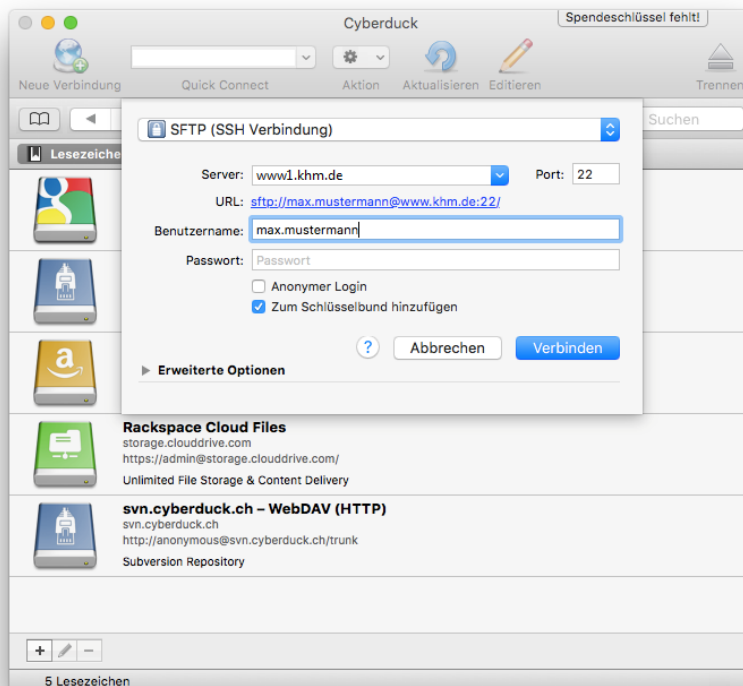 Cyberduck
Spendeschlüssel fehlt!
Neue Verbindung
Quick Connect
Aktion
Aktualisieren
Editieren
Trennen
Suchen
Lesezeiche
SFTP (SSH Verbindung)
Server: www1.khm.de Port: 22
URL: sftp://max.mustermann@www.khm.de:22/
Benutzername: max.mustermann
Passwort: Passwort
Anonymer Login
Zum Schlüsselbund hinzufügen
? Abbrechen Verbinden
Erweiterte Optionen
a
Rackspace Cloud Files
storage.clouddrive.com
https://admin@storage.clouddrive.com/
Unlimited File Storage & Content Delivery
svn.cyberduck.ch – WebDAV (HTTP)
svn.cyberduck.ch
http://anonymous@svn.cyberduck.ch/trunk
Subversion Repository
5 Lesezeichen